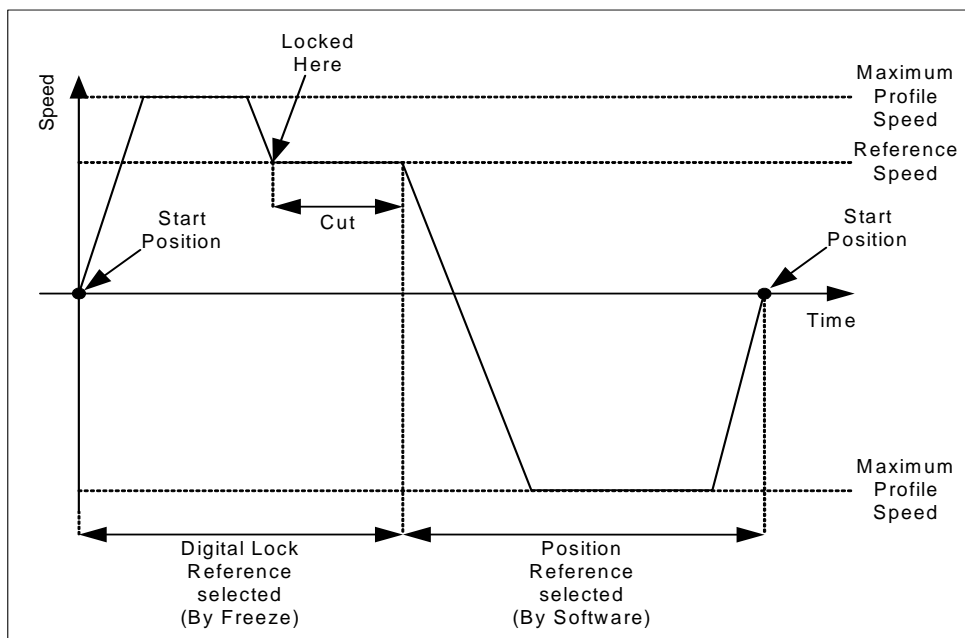 Locked
Here
Speed
Maximum
Profile
Speed
Reference
Speed
Start
Position
Cut
Start
Position
Time
Maximum
Profile
Speed
Digital Lock
Reference
selected
(By Freeze)
Position
Reference
selected
(By Software)